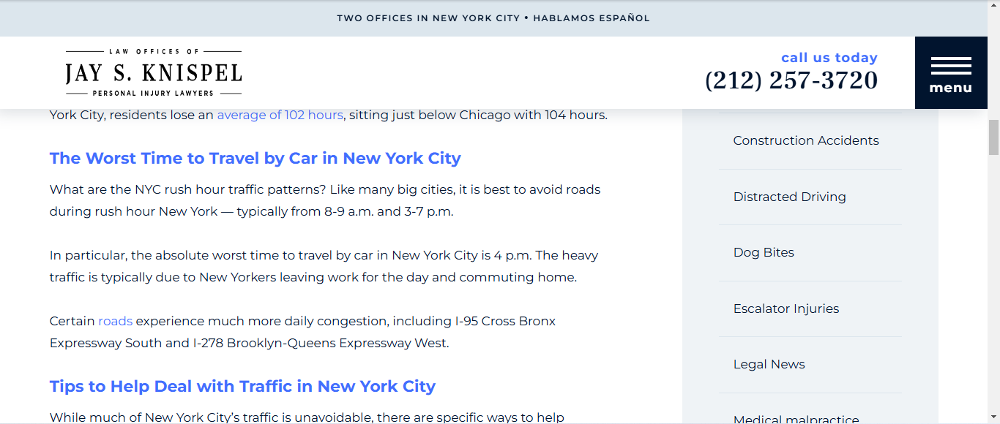 TWO OFFICES IN NEW YORK CITY • HABLAMOS ESPAÑOL
LAW OFFICES OF
JAY S. KNISPEL
PERSONAL INJURY LAWYERS
call us today
(212) 257-3720
menu
York City, residents lose an average of 102 hours, sitting just below Chicago with 104 hours.
The Worst Time to Travel by Car in New York City
What are the NYC rush hour traffic patterns? Like many big cities, it is best to avoid roads
during rush hour New York — typically from 8-9 a.m. and 3-7 p.m.
In particular, the absolute worst time to travel by car in New York City is 4 p.m. The heavy
traffic is typically due to New Yorkers leaving work for the day and commuting home.
Certain roads experience much more daily congestion, including I-95 Cross Bronx
Expressway South and I-278 Brooklyn-Queens Expressway West.
Tips to Help Deal with Traffic in New York City
While much of New York City’s traffic is unavoidable, there are specific ways to help
Construction Accidents
Distracted Driving
Dog Bites
Escalator Injuries
Legal News
Medical malpractice